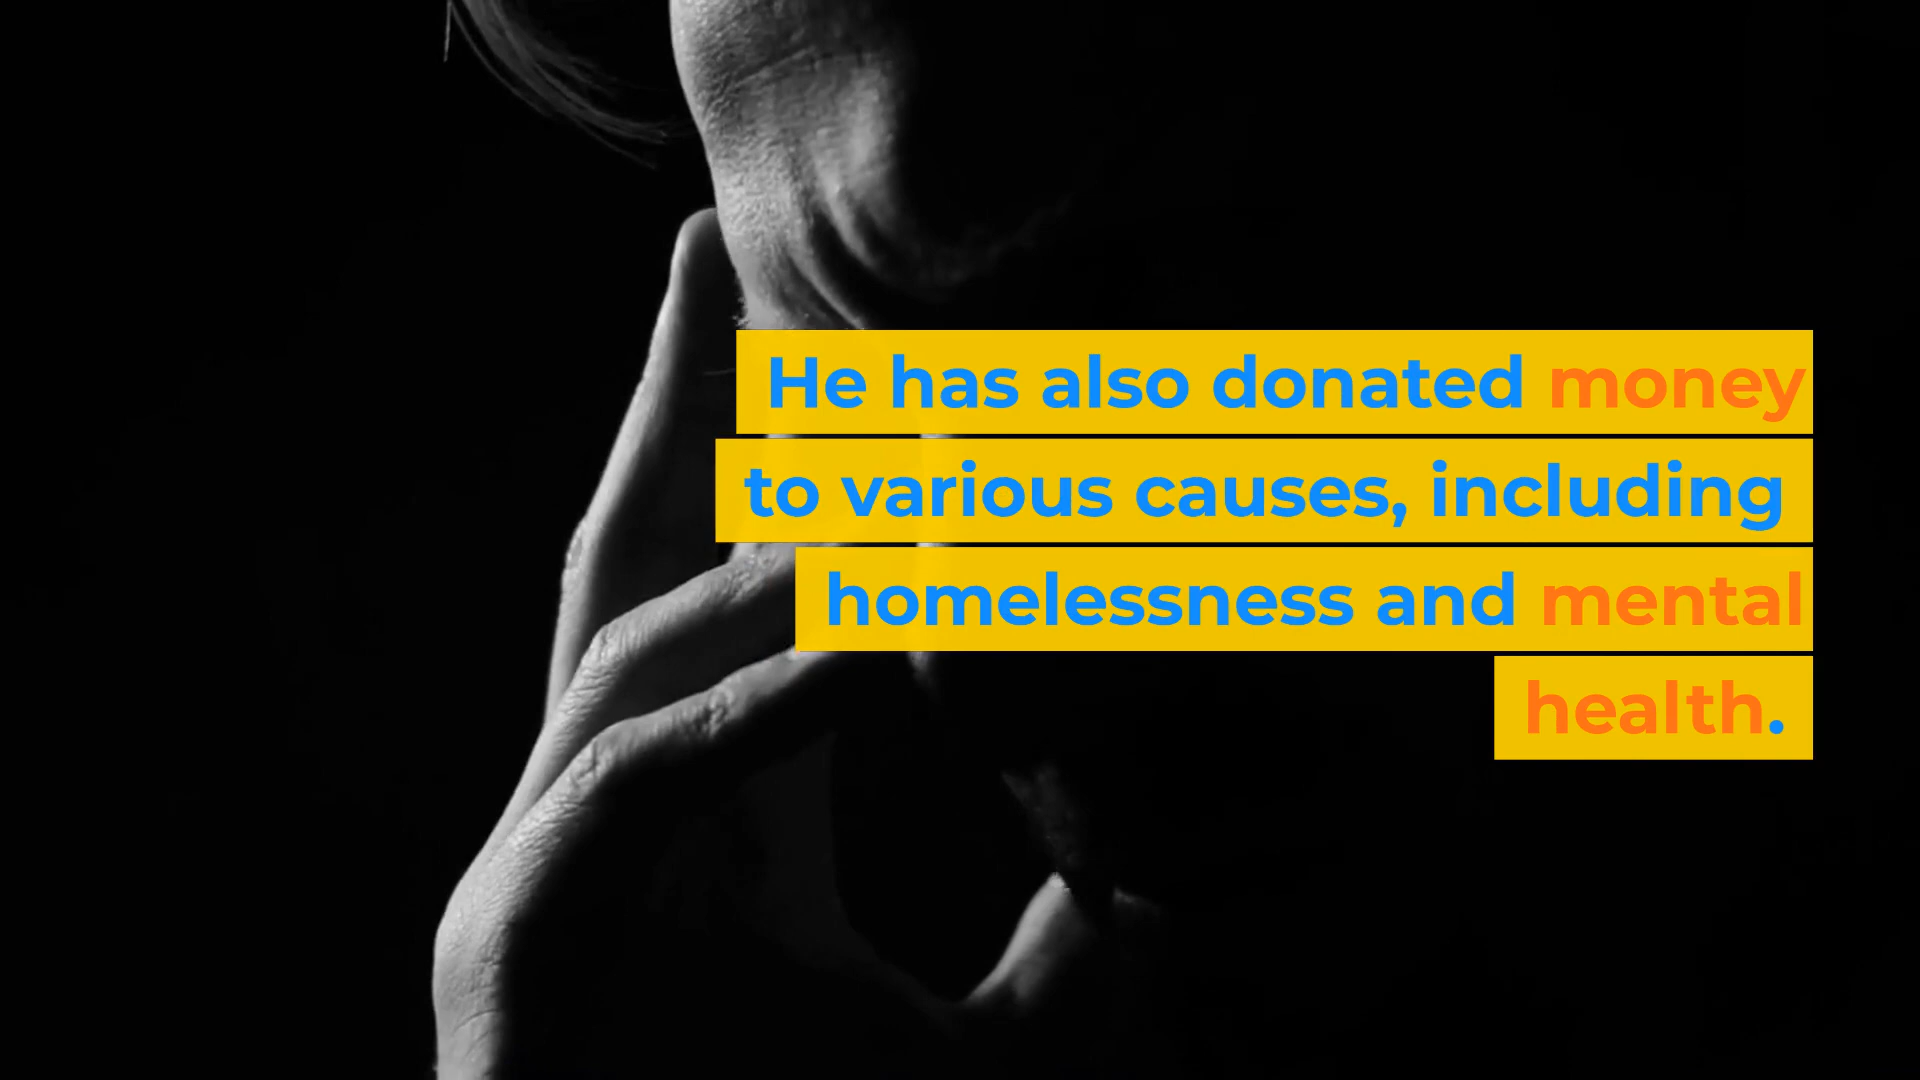 He has also donated money
to various causes, including
homelessness and mental
health.